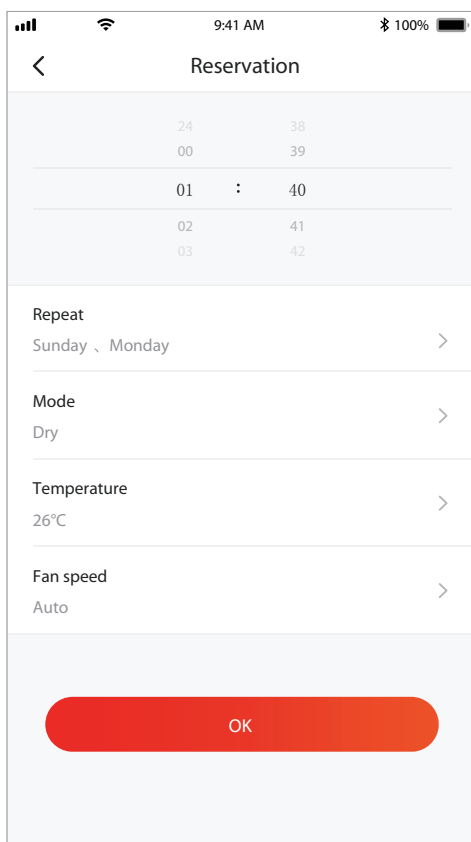 9:41 AM 100%
Reservation
24 38
00 39
01 : 40
02 41
03 42
Repeat
Sunday 、Monday
Mode
Dry
Temperature
26°C
Fan speed
Auto
OK